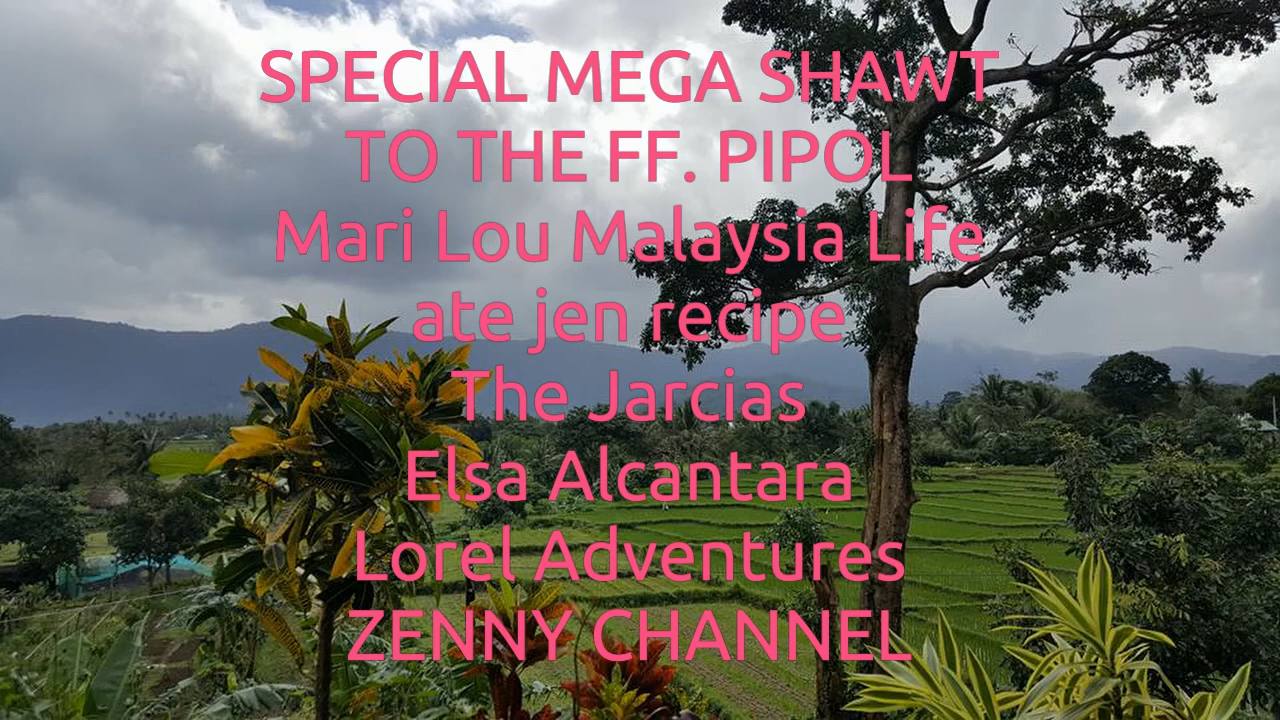 SPECIAL MEGA SHAWT
TO THE FF. PIPOL
Mari Lou Malaysia Life
ate jen recipe
The Jarcias
Elsa Alcantara
Lorel Adventures
ZENNY CHANNEL